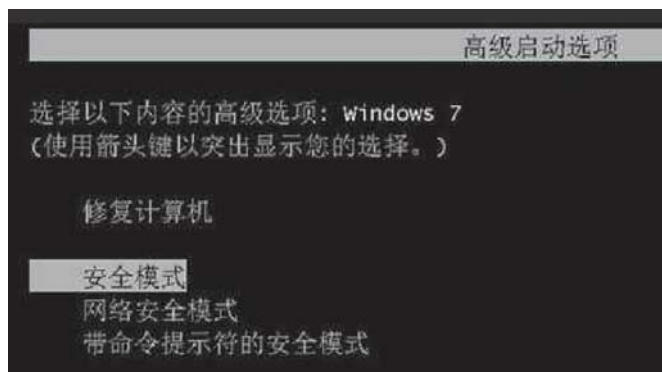 高级启动选项
选择以下内容的高级选项: Windows 7
(使用箭头键以突出显示您的选择。)
修复计算机
安全模式
网络安全模式
带命令提示符的安全模式